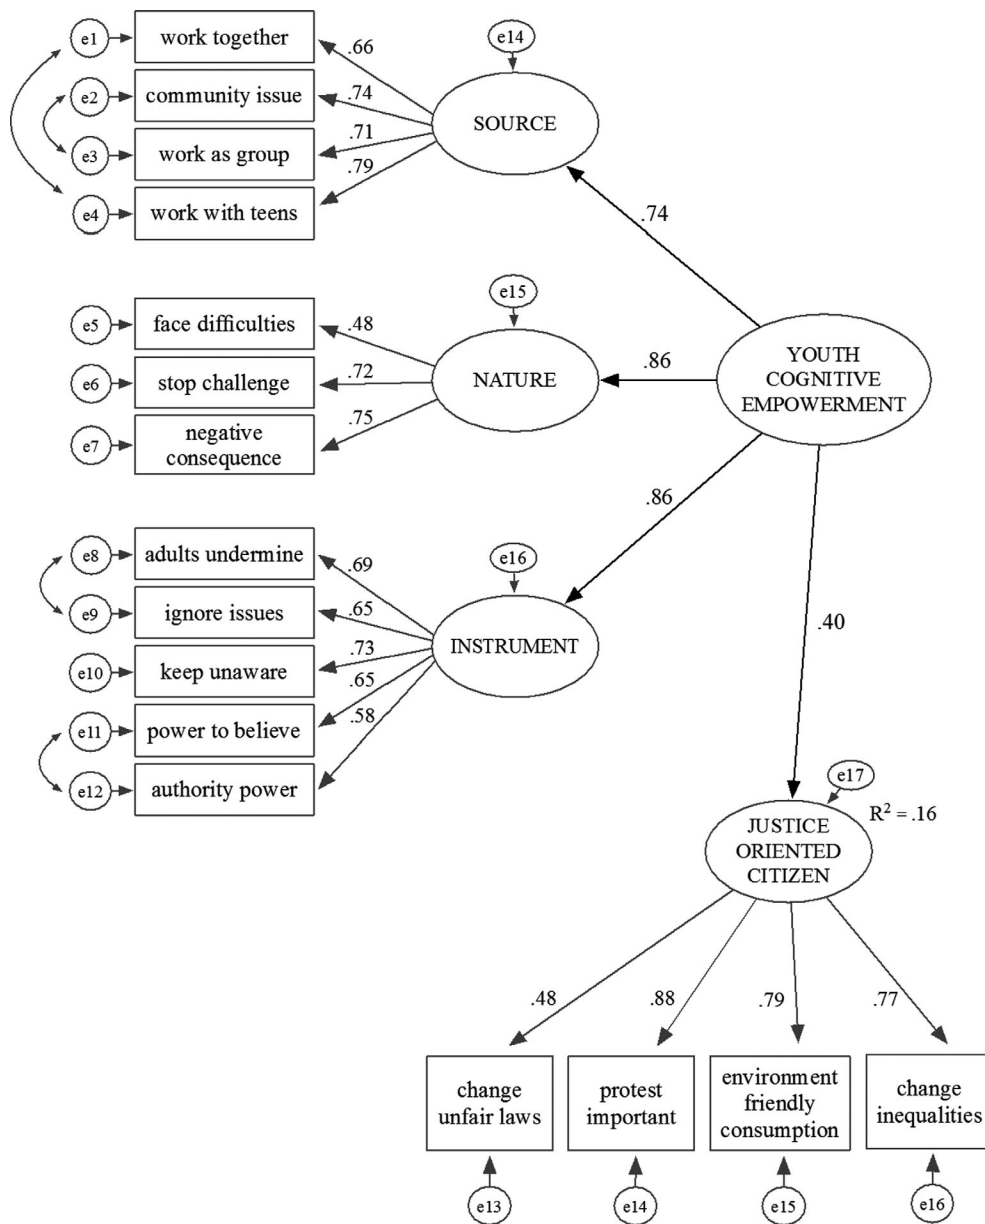 e1
work together
.66
e14
e2
community issue
.74
SOURCE
e3
work as group
.71
e4
work with teens
.79
.74
e15
e5
face difficulties
.48
e6
stop challenge
.72
NATURE
.86
YOUTH
COGNITIVE
EMPOWERMENT
e7
negative
consequence
.75
.86
e8
adults undermine
.69
e16
e9
ignore issues
.65
INSTRUMENT
.40
e10
keep unaware
.73
e11
power to believe
.65
e12
authority power
.58
e17
R² = .16
JUSTICE
ORIENTED
CITIZEN
.48
.88
.79
.77
change
unfair laws
protest
important
environment
friendly
consumption
change
inequalities
e13
e14
e15
e16